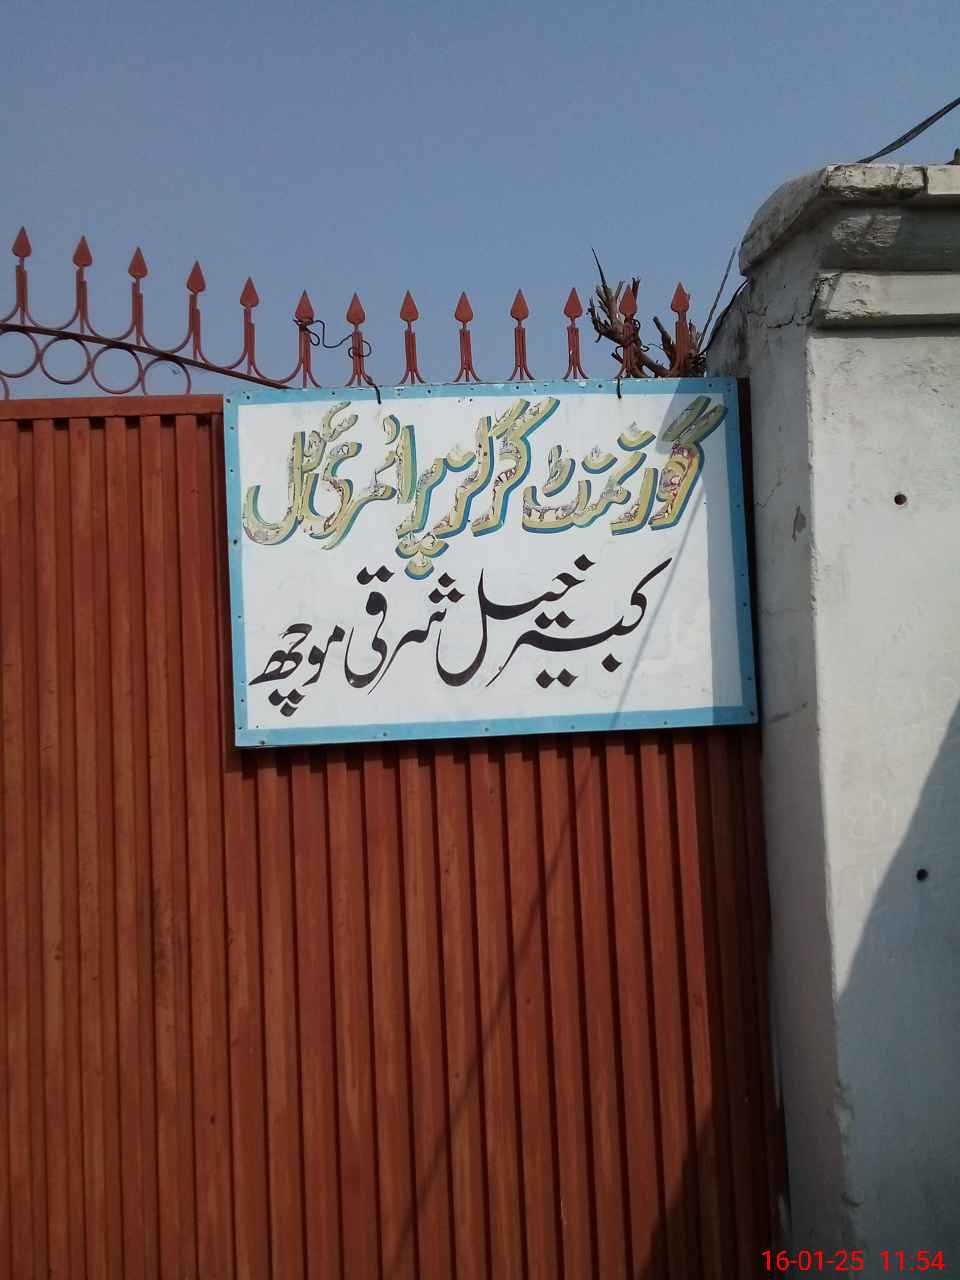 گورنمنٹ گرلز پرائمری سکول
کبیر خیل شرقی موچھ
16-01-25 11:54